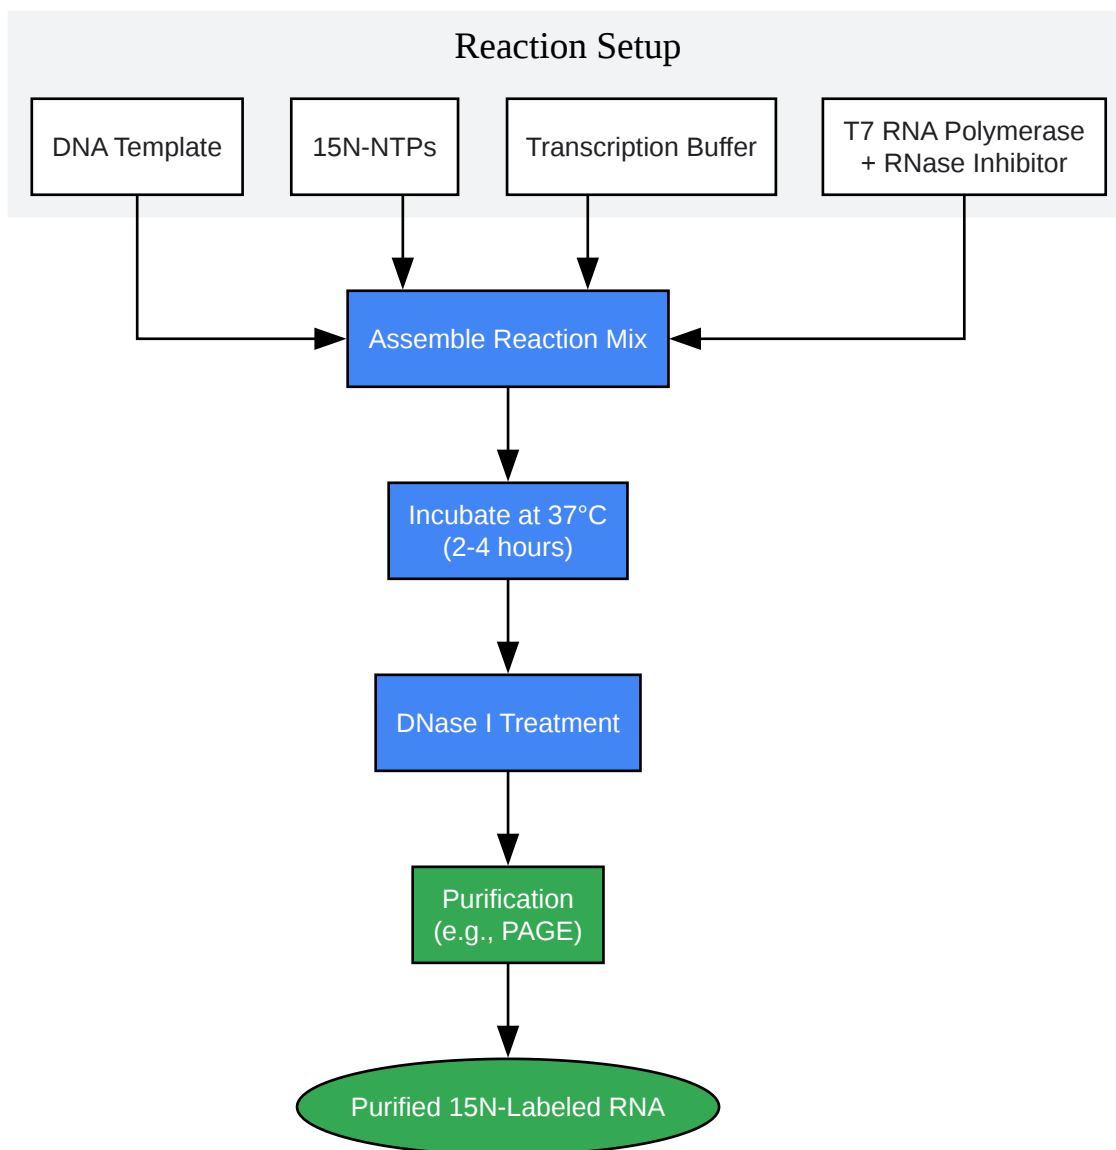 Reaction Setup
DNA Template
15N-NTPs
Transcription Buffer
T7 RNA Polymerase
+ RNase Inhibitor
Assemble Reaction Mix
Incubate at 37°C
(2-4 hours)
DNase I Treatment
Purification
(e.g., PAGE)
Purified 15N-Labeled RNA